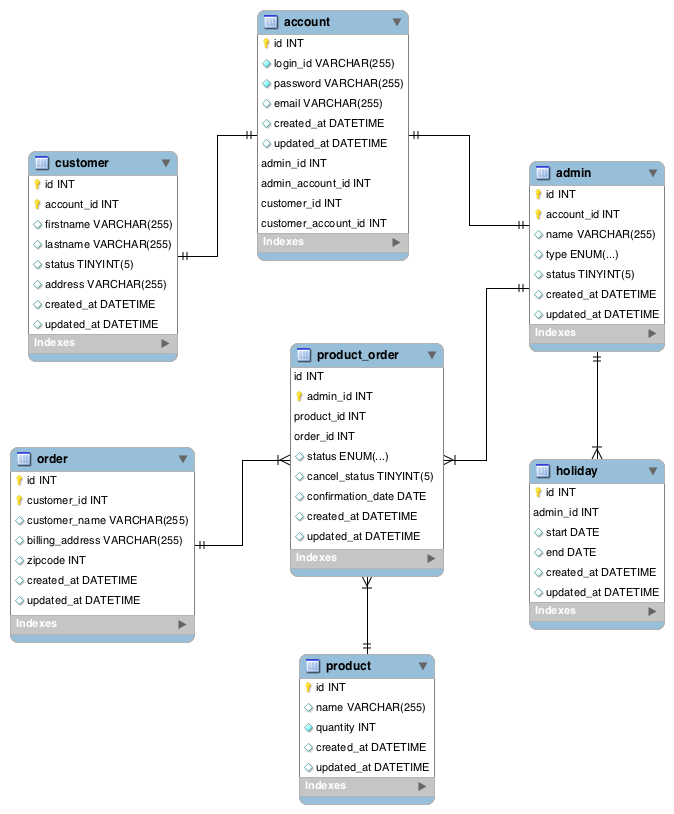 account
id INT
login_id VARCHAR(255)
password VARCHAR(255)
email VARCHAR(255)
created_at DATETIME
updated_at DATETIME
admin_id INT
admin_account_id INT
customer_id INT
customer_account_id INT
Indexes
customer
id INT
account_id INT
firstname VARCHAR(255)
lastname VARCHAR(255)
status TINYINT(5)
address VARCHAR(255)
created_at DATETIME
updated_at DATETIME
Indexes
admin
id INT
account_id INT
name VARCHAR(255)
type ENUM(...)
status TINYINT(5)
created_at DATETIME
updated_at DATETIME
Indexes
product_order
id INT
admin_id INT
product_id INT
order_id INT
status ENUM(...)
cancel_status TINYINT(5)
confirmation_date DATE
created_at DATETIME
updated_at DATETIME
Indexes
order
id INT
customer_id INT
customer_name VARCHAR(255)
billing_address VARCHAR(255)
zipcode INT
created_at DATETIME
updated_at DATETIME
Indexes
holiday
id INT
admin_id INT
start DATE
end DATE
created_at DATETIME
updated_at DATETIME
Indexes
product
id INT
name VARCHAR(255)
quantity INT
created_at DATETIME
updated_at DATETIME
Indexes